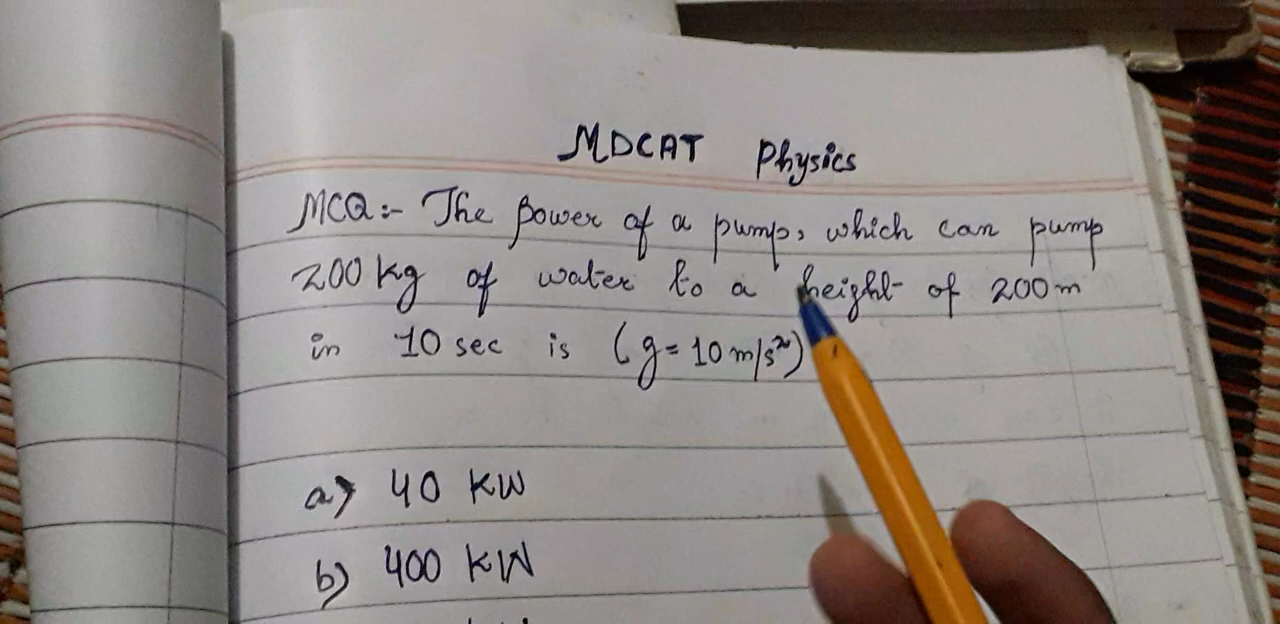 MDCAT Physics
MCQ:- The power of a pump, which can pump
200 kg of water to a height of 200 m
in 10 sec is (g = 10 m/s²)
a) 40 KW
b) 400 KW